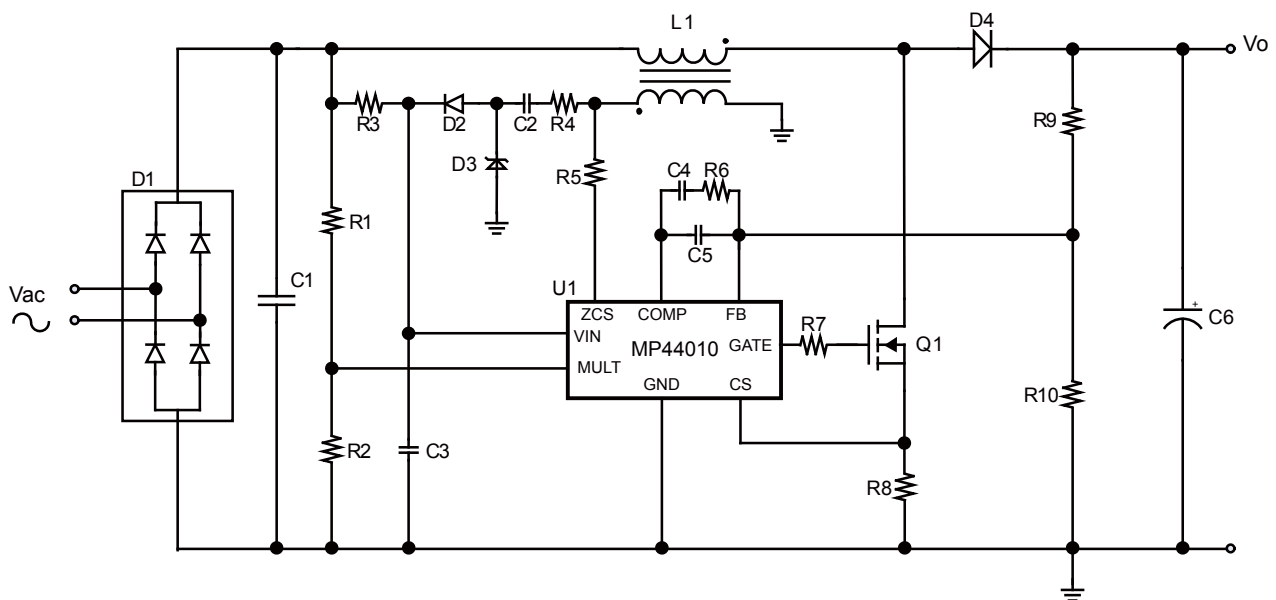 L1
D4
Vo
R3
D2
C2
R4
R9
D3
R5
C4
R6
D1
R1
C5
C1
U1
Vac
ZCS
COMP
FB
R7
C6
VIN
MP44010
GATE
Q1
MULT
GND
CS
R10
R2
C3
R8
+